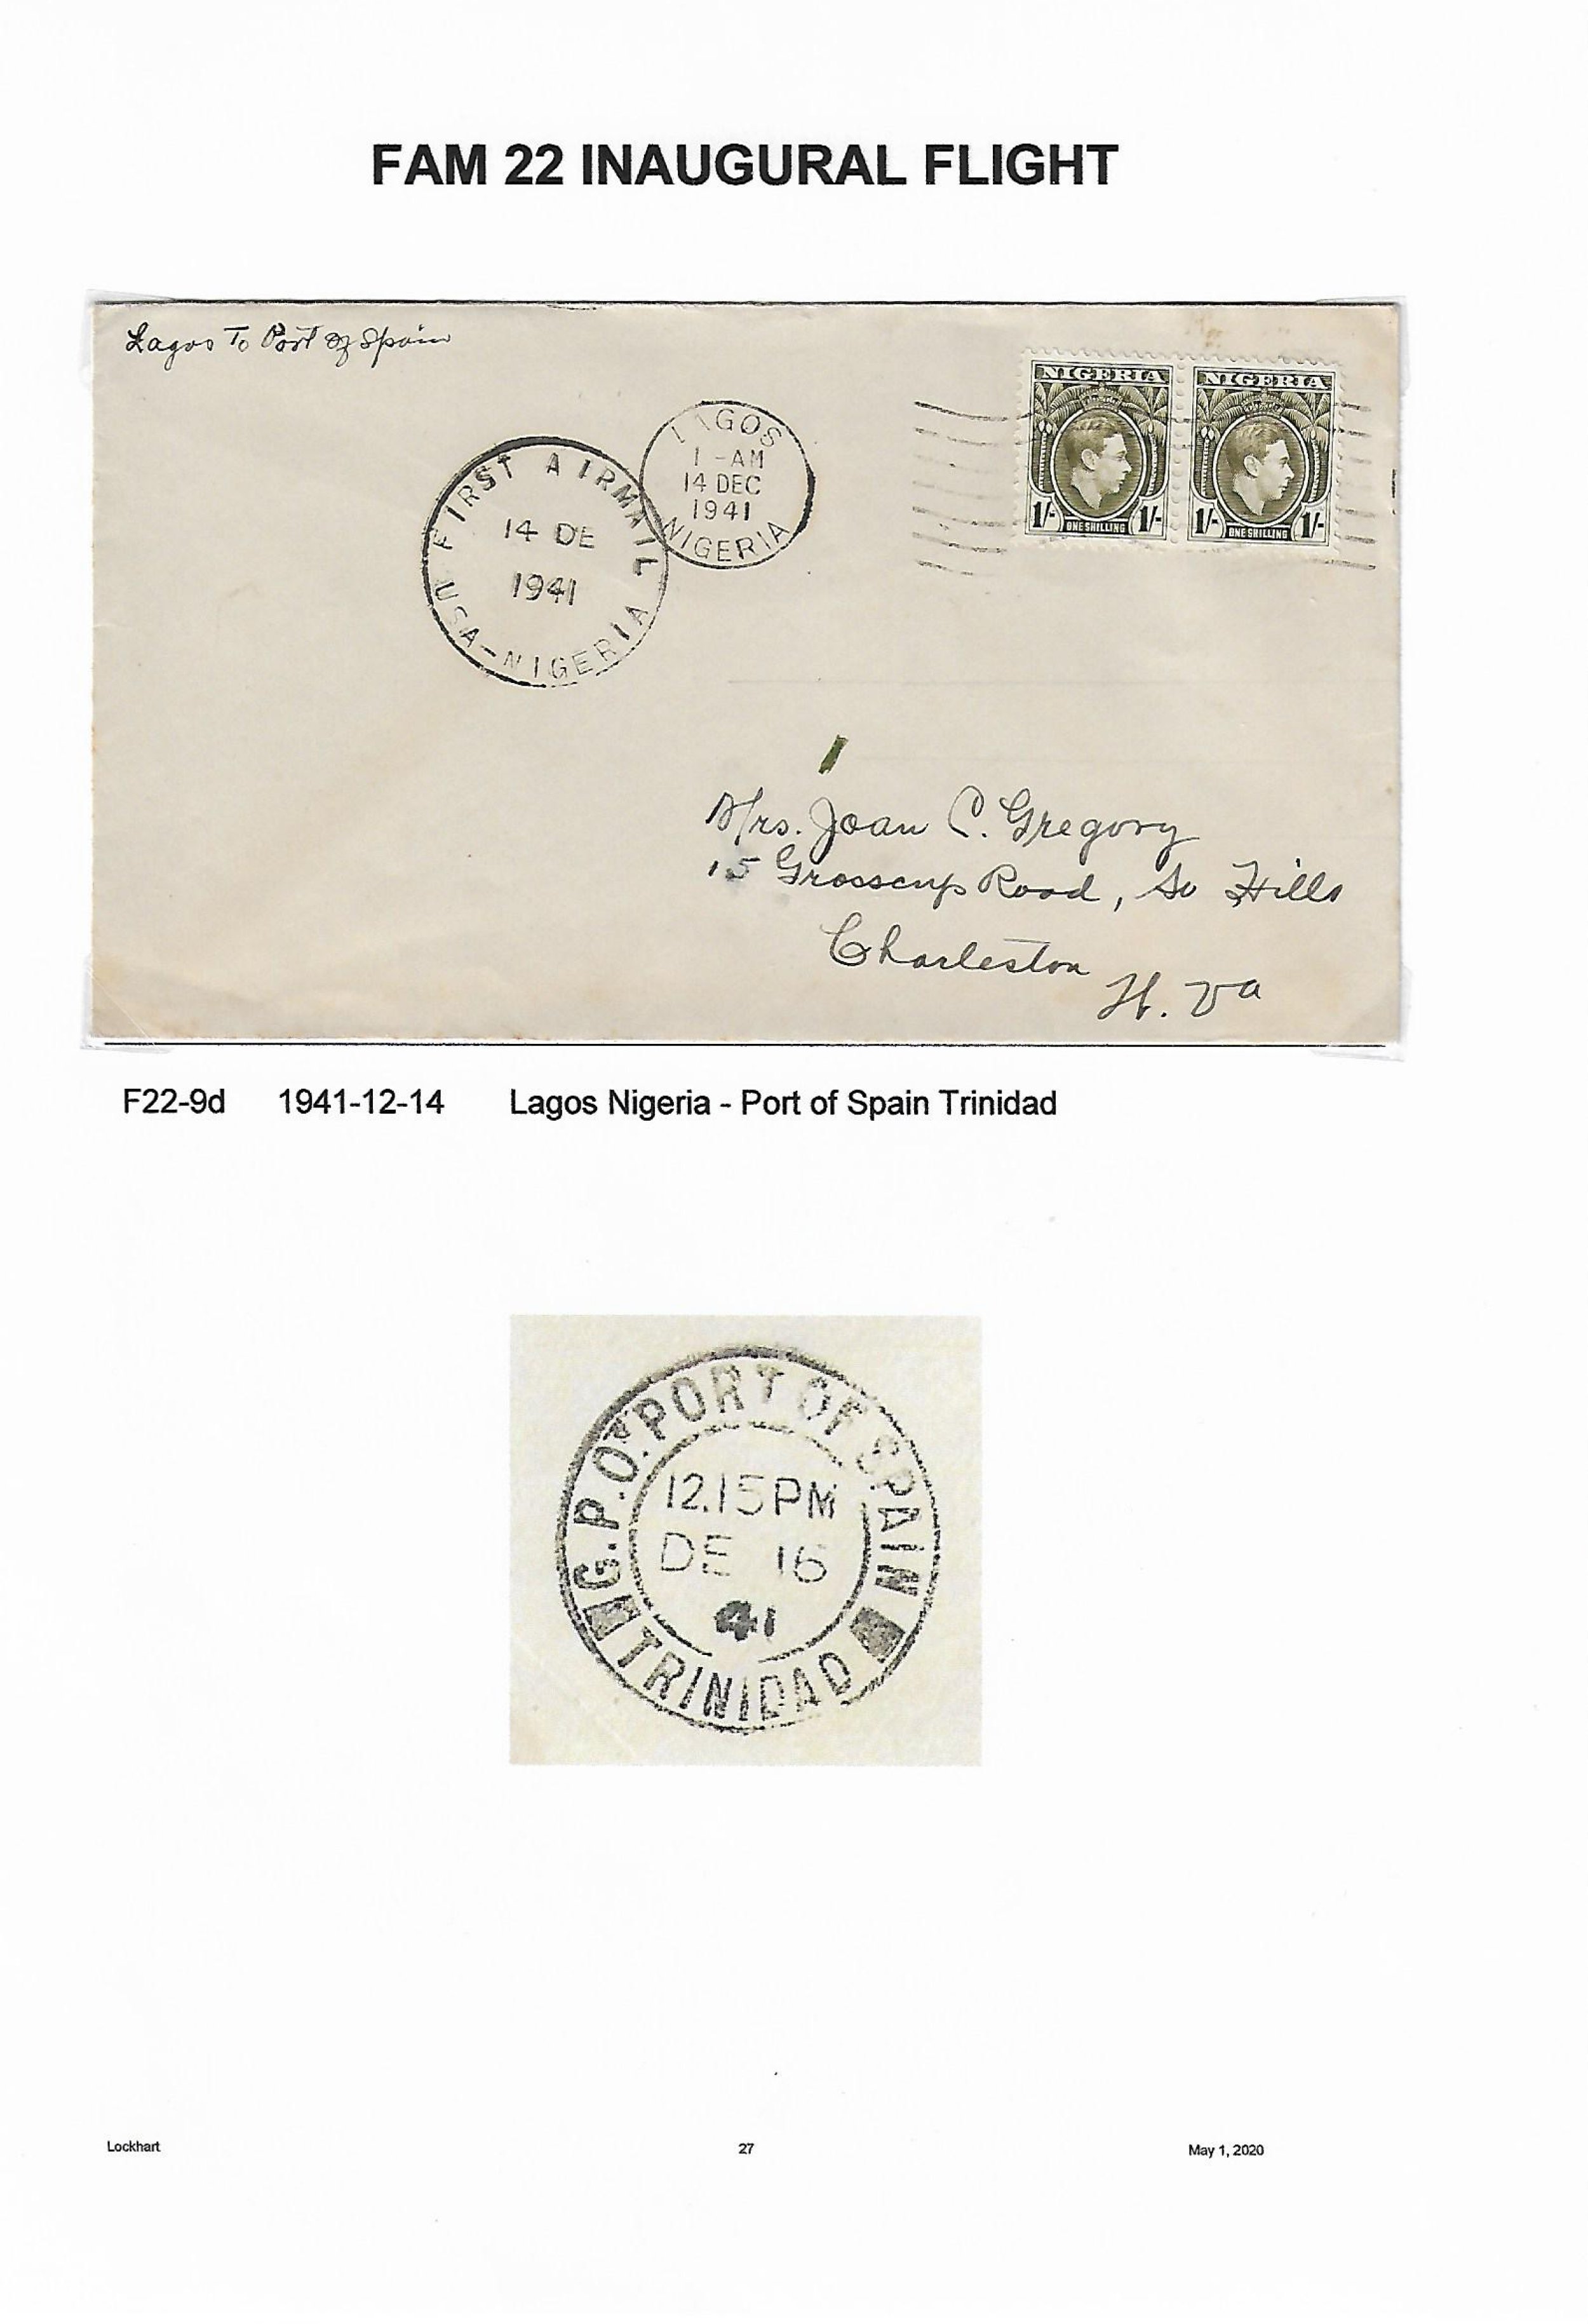 FAM 22 INAUGURAL FLIGHT
Lagos To Port of Spain
FIRST AIRMAIL
14 DE
1941
USA-NIGERIA
LAGOS
1-AM
14 DEC
1941
NIGERIA
NIGERIA
1/- ONE SHILLING 1/-
NIGERIA
1/- ONE SHILLING 1/-
Mrs. Joan C. Gregory
15 Grosscup Road, So Hills
Charleston
W. Va
F22-9d 1941-12-14 Lagos Nigeria - Port of Spain Trinidad
G.P.O. PORT OF SPAIN
12.15PM
DE 16
41
TRINIDAD
Lockhart 27 May 1, 2020